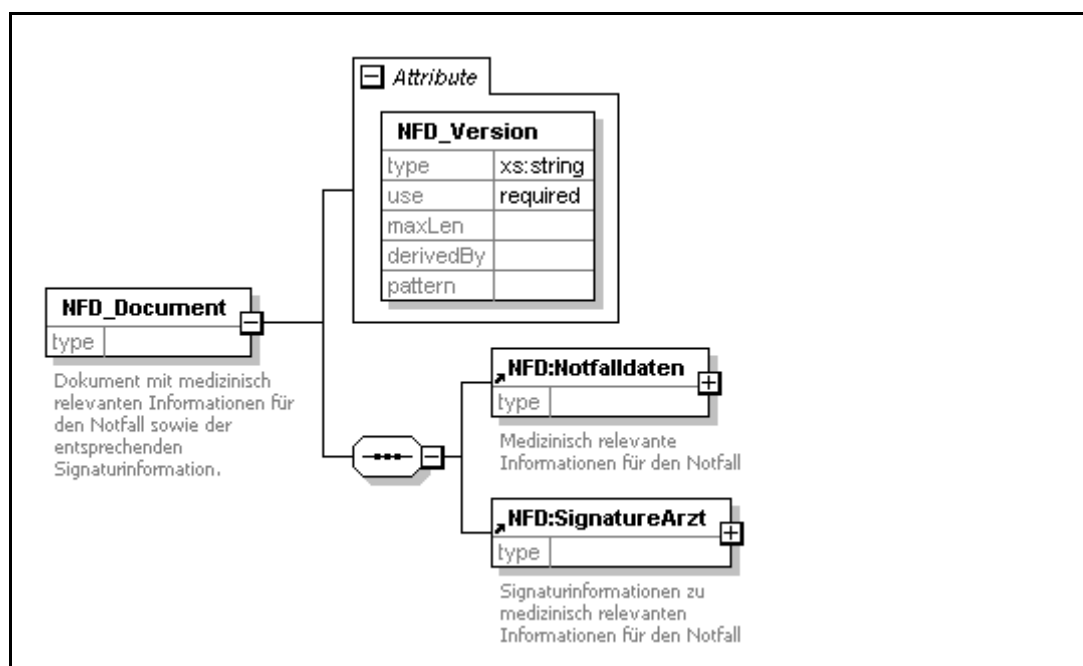 Attribute
NFD_Version
type xs:string
use required
maxLen
derivedBy
pattern
NFD_Document
type
Dokument mit medizinisch
relevanten Informationen für
den Notfall sowie der
entsprechenden
Signaturinformation.
NFD:Notfalldaten
type
Medizinisch relevante
Informationen für den Notfall
NFD:SignatureArzt
type
Signaturinformationen zu
medizinisch relevanten
Informationen für den Notfall